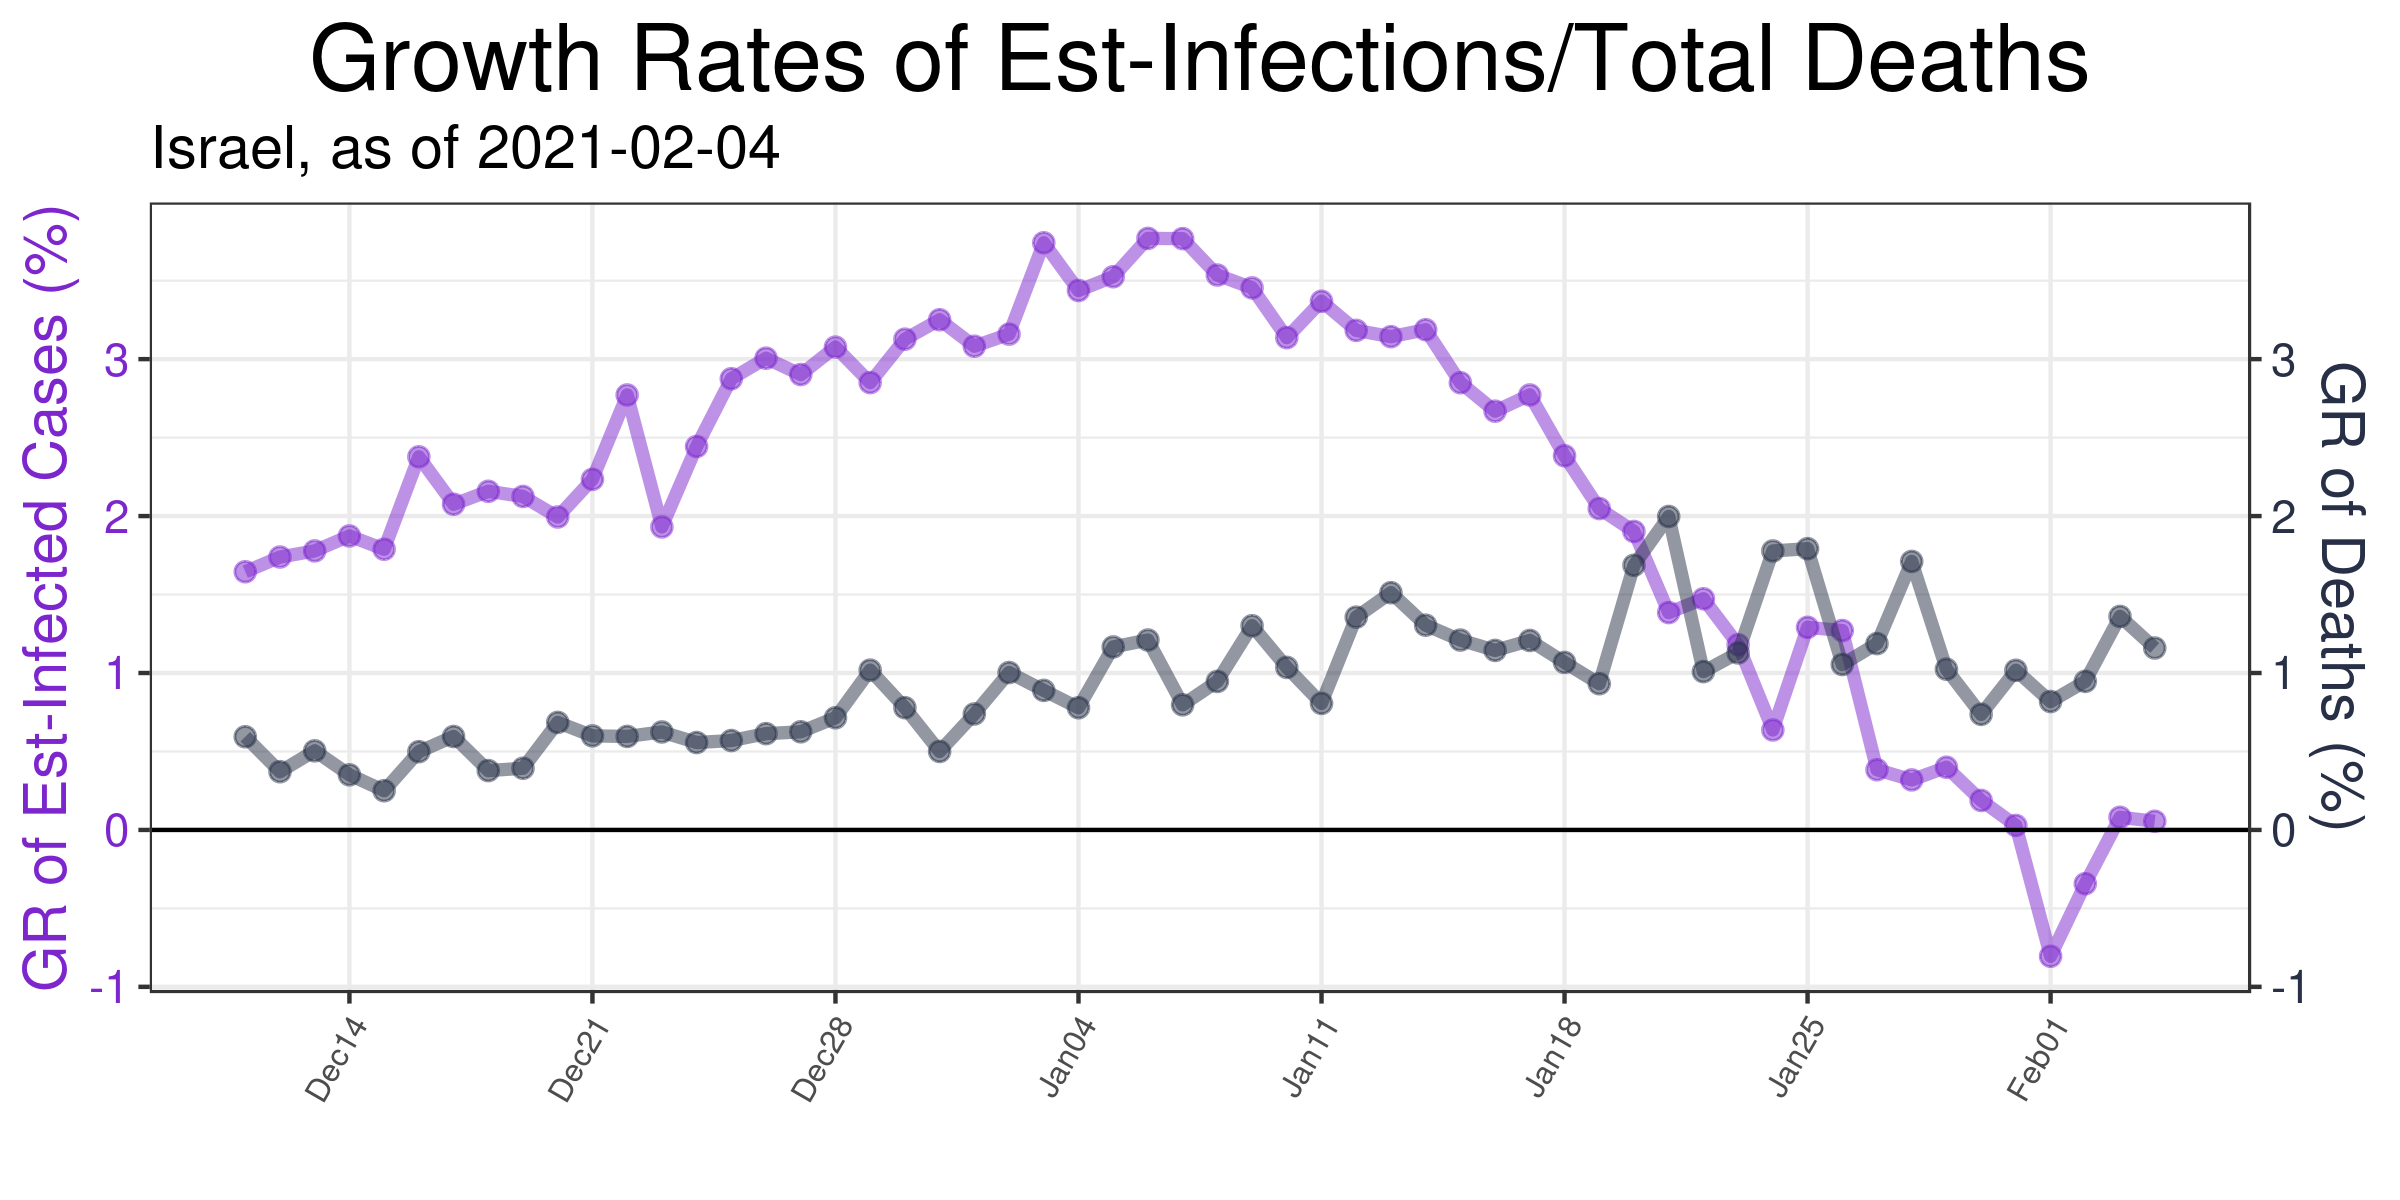 Growth Rates of Est-Infections/Total Deaths
Israel, as of 2021-02-04
GR of Est-Infected Cases (%)
3
2
1
0
-1
3
2
1
0
-1
GR of Deaths (%)
Dec14
Dec21
Dec28
Jan04
Jan11
Jan18
Jan25
Feb01